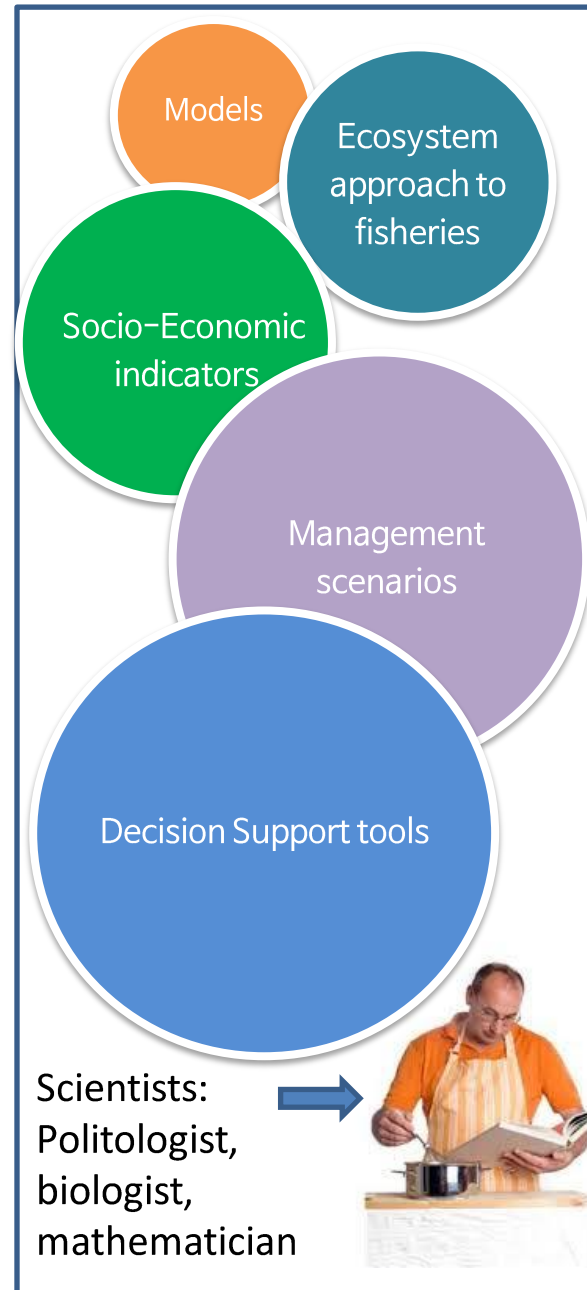 Models
Ecosystem
approach to
fisheries
Socio-Economic
indicators
Management
scenarios
Decision Support tools
Scientists:
Politologist,
biologist,
mathematician